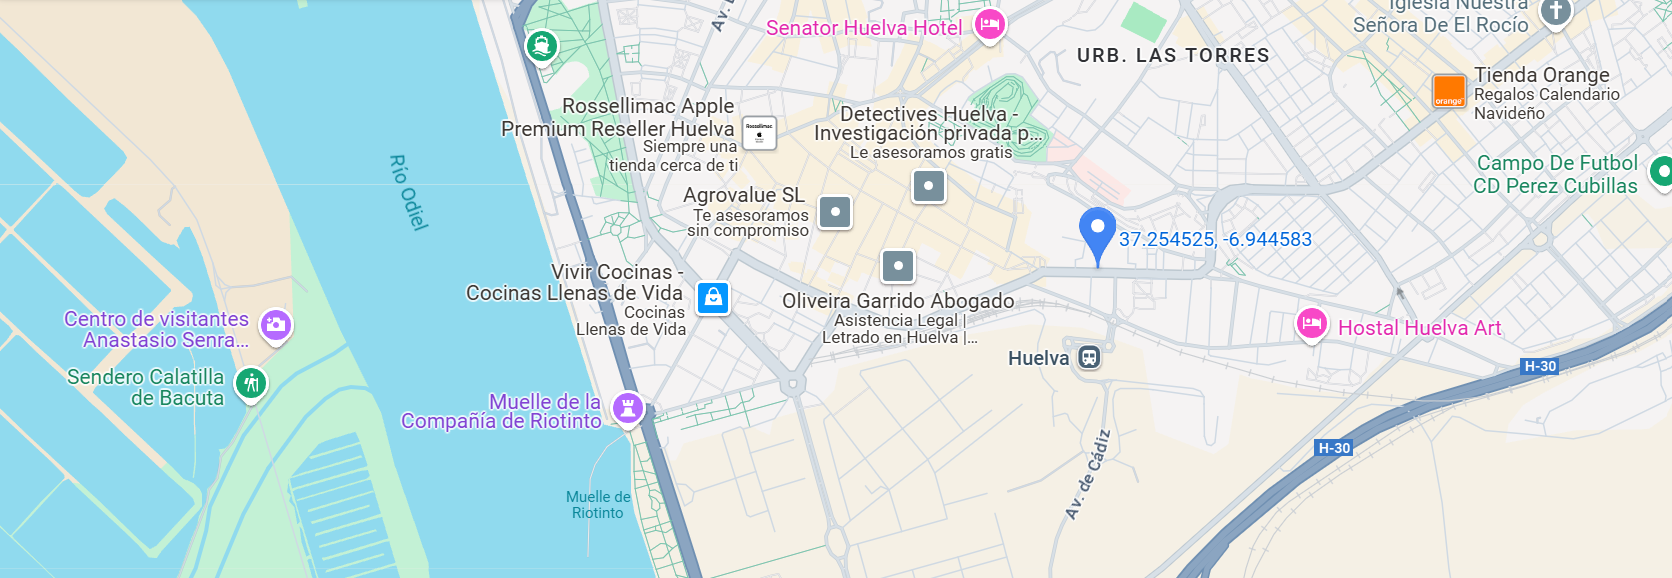 Iglesia Nuestra
Señora De El Rocío
Senator Huelva Hotel
Av.
URB. LAS TORRES
Tienda Orange
Regalos Calendario
Navideño
orange
Rossellimac Apple
Premium Reseller Huelva
Siempre una
tienda cerca de ti
Rossellimac
Detectives Huelva -
Investigación privada p...
Le asesoramos gratis
Río Odiel
Campo De Futbol
CD Perez Cubillas
Agrovalue SL
Te asesoramos
sin compromiso
37.254525, -6.944583
Vivir Cocinas -
Cocinas Llenas de Vida
Cocinas
Llenas de Vida
Oliveira Garrido Abogado
Asistencia Legal |
Letrado en Huelva |...
Centro de visitantes
Anastasio Senra...
Hostal Huelva Art
Huelva
H-30
Sendero Calatilla
de Bacuta
Muelle de la
Compañía de Riotinto
H-30
Av. de Cádiz
Muelle de
Riotinto